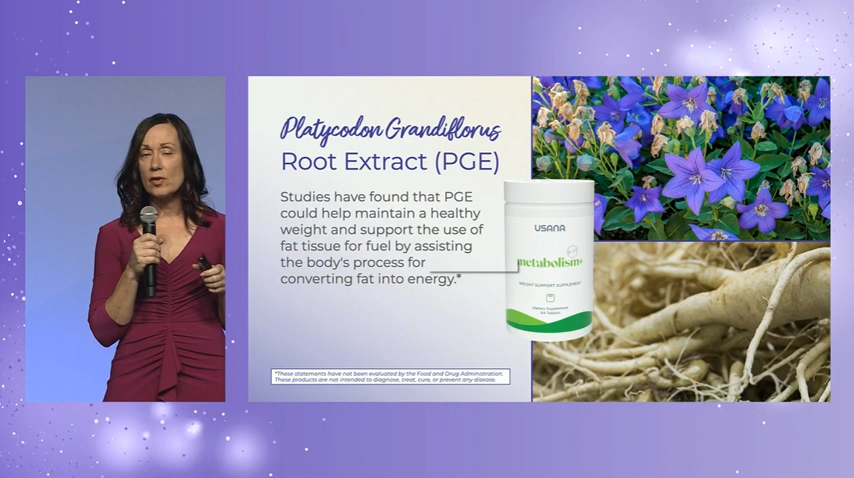 Platycodon Grandiflorus
Root Extract (PGE)
Studies have found that PGE
could help maintain a healthy
weight and support the use of
fat tissue for fuel by assisting
the body's process for
converting fat into energy.*
*These statements have not been evaluated by the Food and Drug Administration.
These products are not intended to diagnose, treat, cure, or prevent any disease.
USANA
metabolism+
WEIGHT SUPPORT SUPPLEMENT
Dietary Supplement